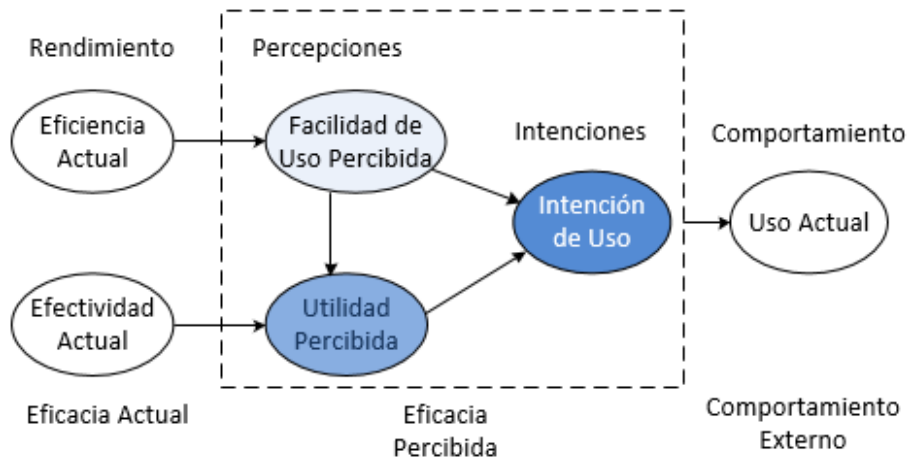 Rendimiento
Percepciones
Eficiencia
Actual
Facilidad de
Uso Percibida
Intenciones
Comportamiento
Intención
de Uso
Uso Actual
Efectividad
Actual
Utilidad
Percibida
Eficacia Actual
Eficacia
Percibida
Comportamiento
Externo